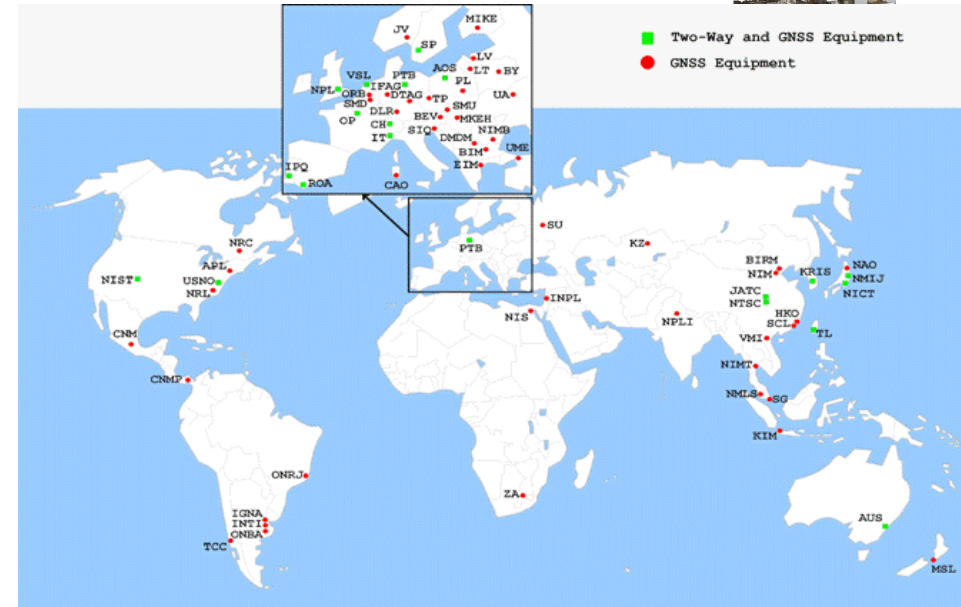 Two-Way and GNSS Equipment
GNSS Equipment
MIKE
JV
SP
LV
AOS
LT
BY
VSL
PTB
PL
NPL
IFAG
ORB
DTAG
TP
UA
SMD
SMU
OP
DLR
BEV
MKEH
CH
SIQ
NIMB
IT
DMDM
BIM
UME
EIM
IPQ
ROA
CAO
SU
NRC
PTB
KZ
APL
BIRM
NAO
NIST
USNO
NIM
KRIS
NMIJ
NRL
JATC
NICT
INPL
NTSC
NIS
NPLI
HKO
SCL
CNM
VMI
TL
NIMT
CNMP
NMLS
SG
KIM
ONRJ
ZA
IGNA
INTI
AUS
ONBA
TCC
MSL